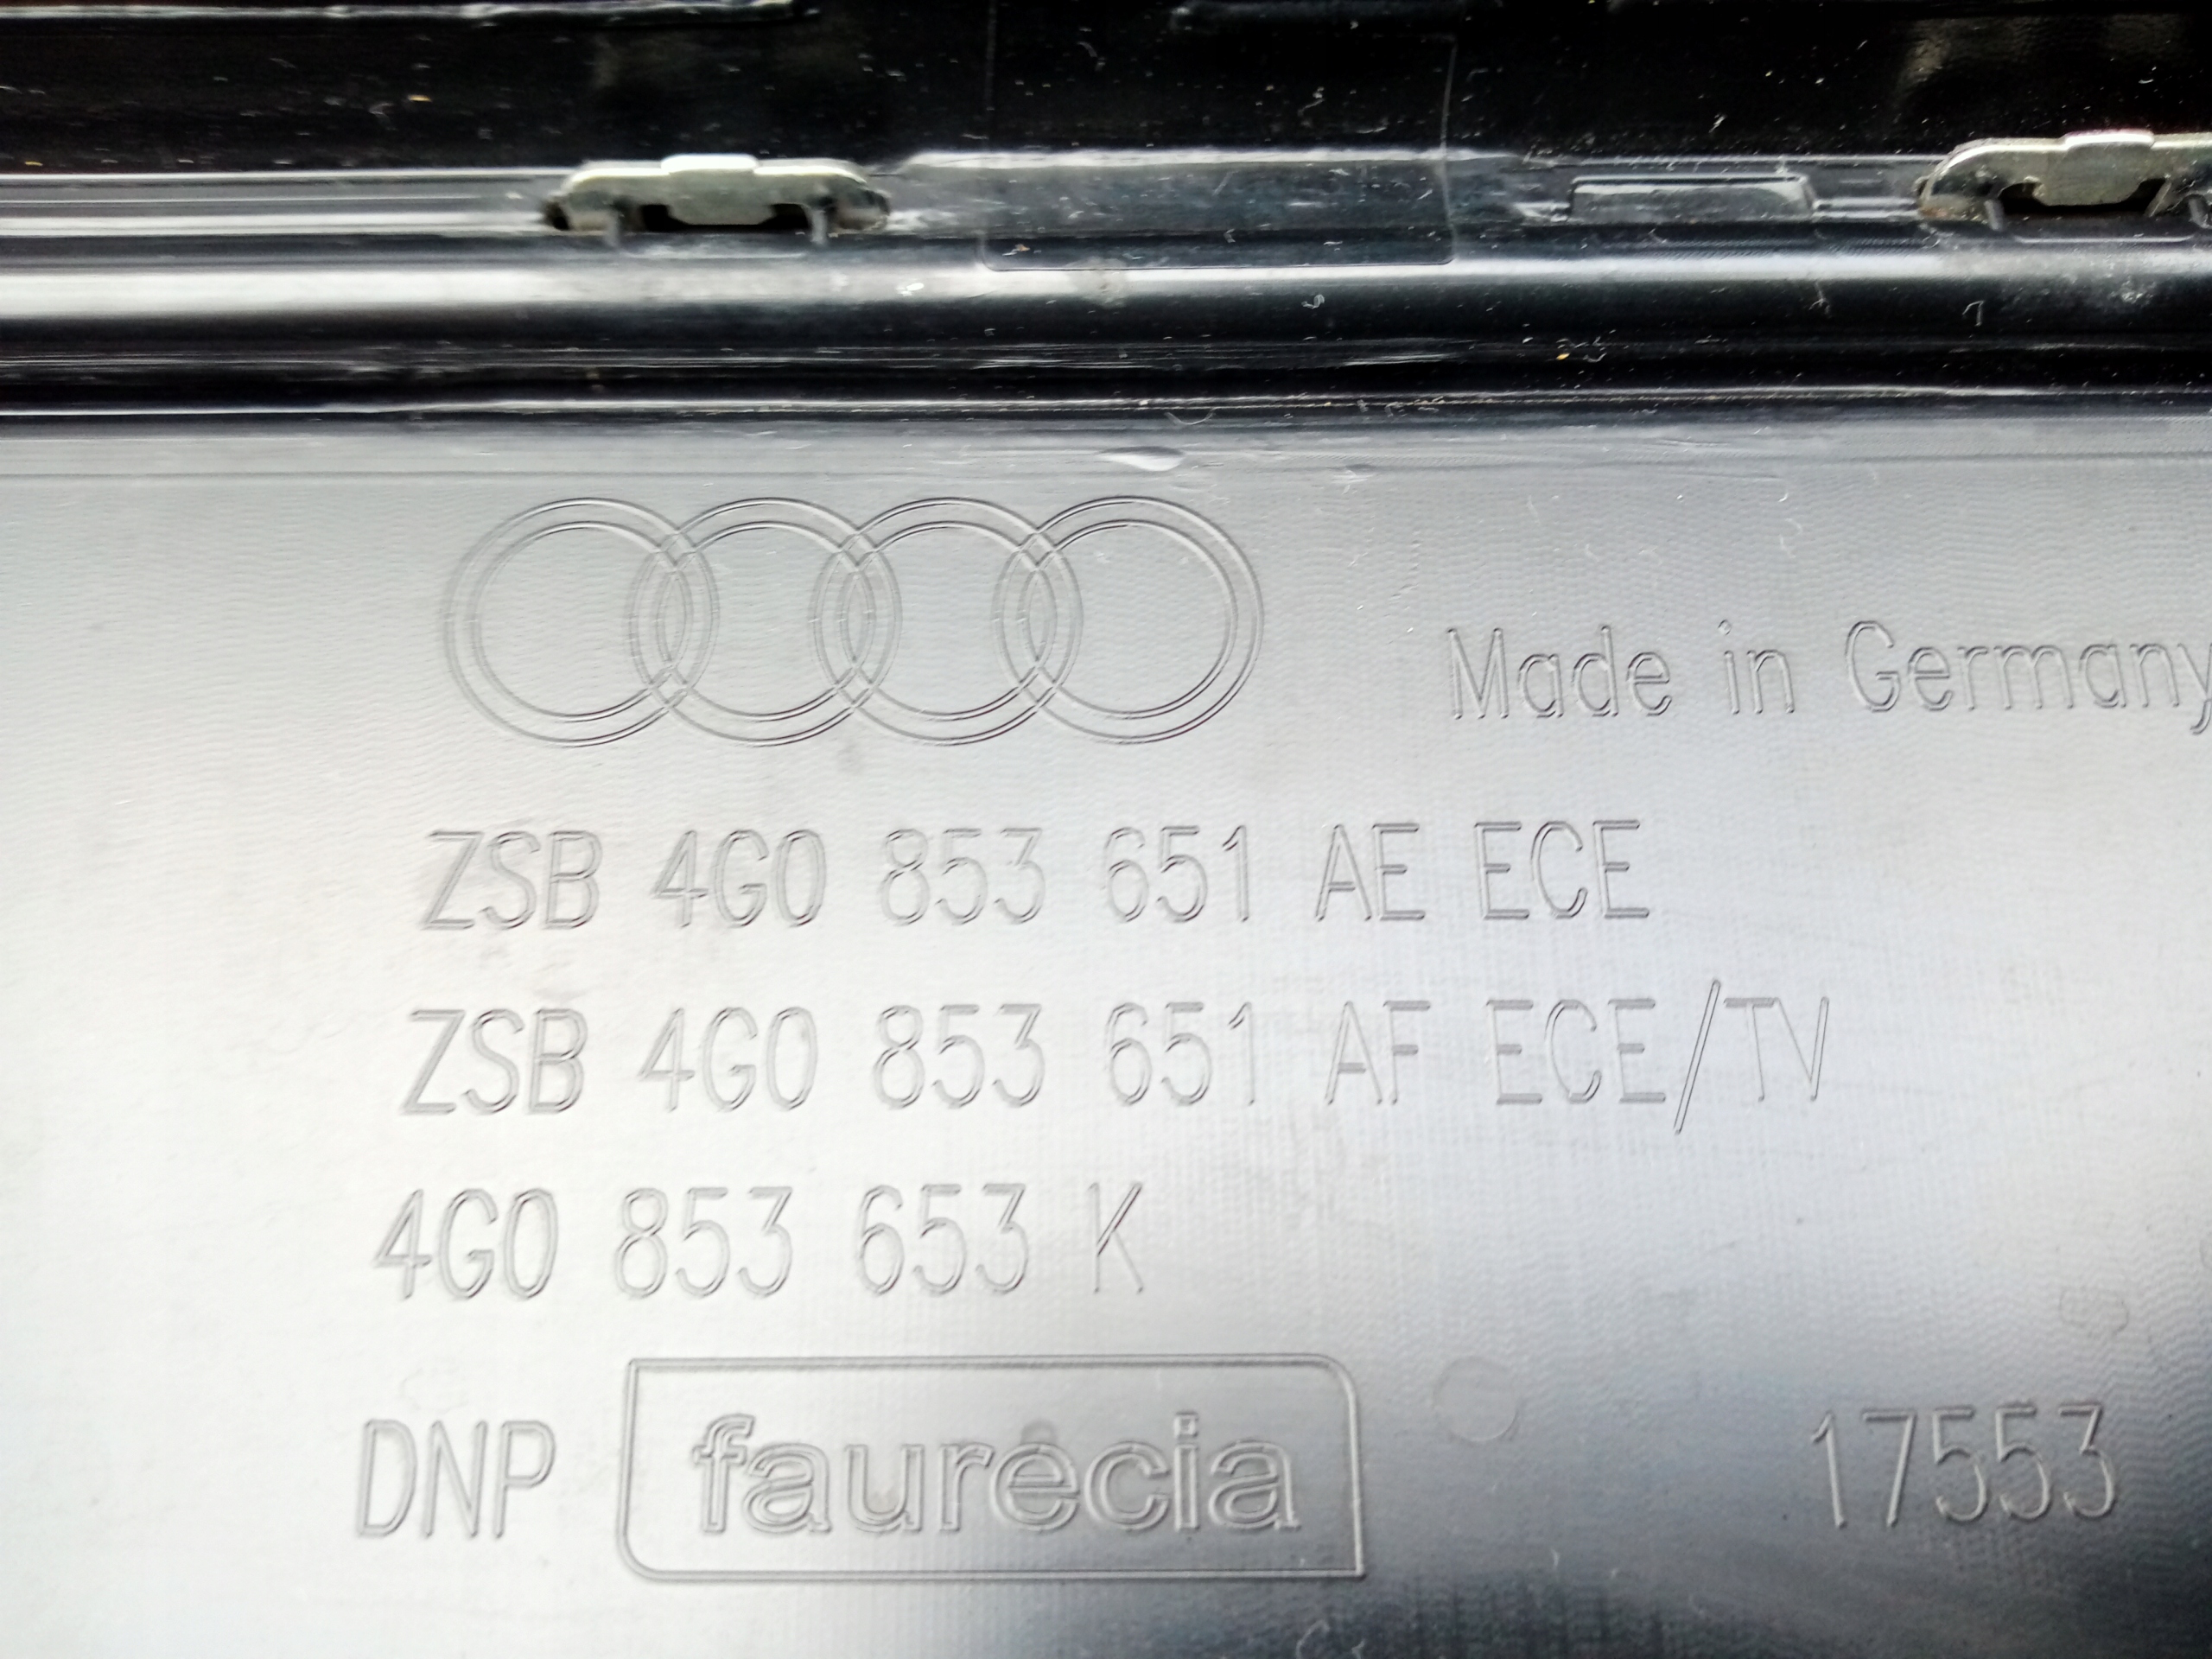 Made in Germany
ZSB 4G0 853 651 AE ECE
ZSB 4G0 853 651 AF ECE/TV
4G0 853 653 K
DNP faurecia 17553